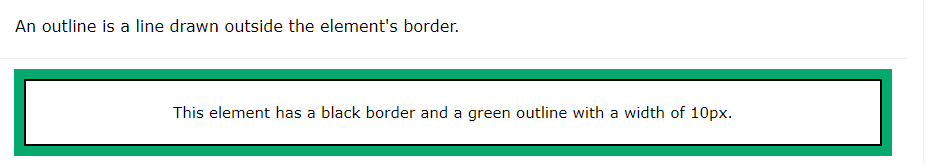 An outline is a line drawn outside the element's border.
This element has a black border and a green outline with a width of 10px.